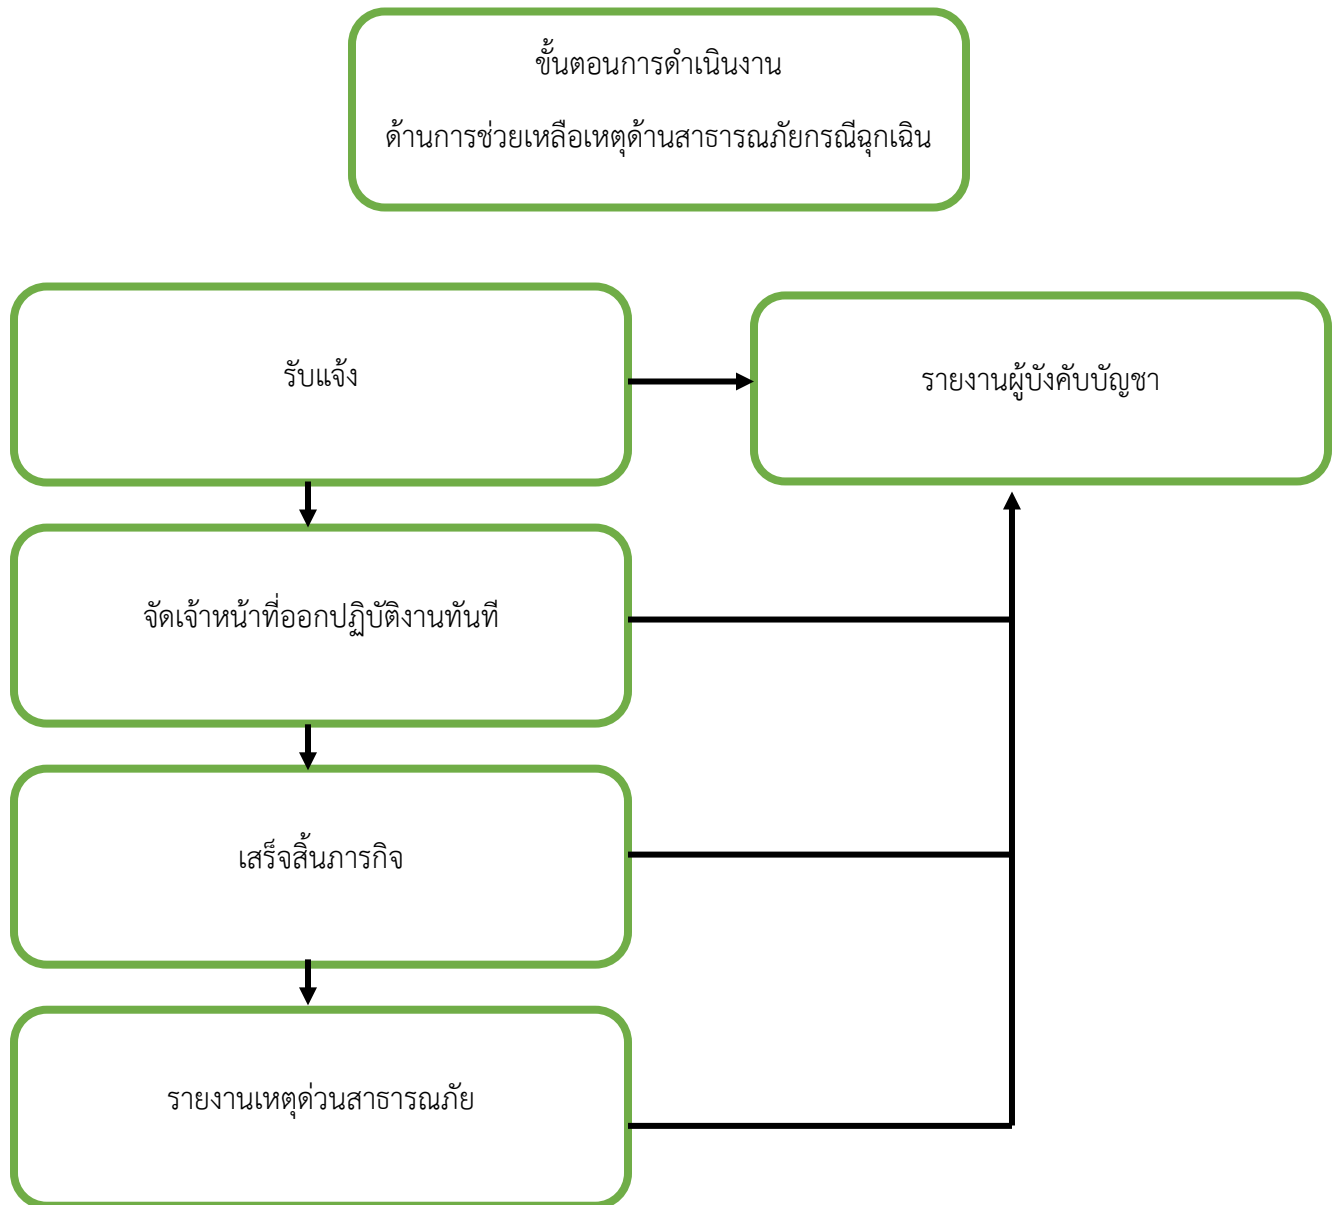 ขั้นตอนการดำเนินงาน
ด้านการช่วยเหลือเหตุด้านสาธารณภัยกรณีฉุกเฉิน
รับแจ้ง
รายงานผู้บังคับบัญชา
จัดเจ้าหน้าที่ออกปฏิบัติงานทันที
เสร็จสิ้นภารกิจ
รายงานเหตุด่วนสาธารณภัย